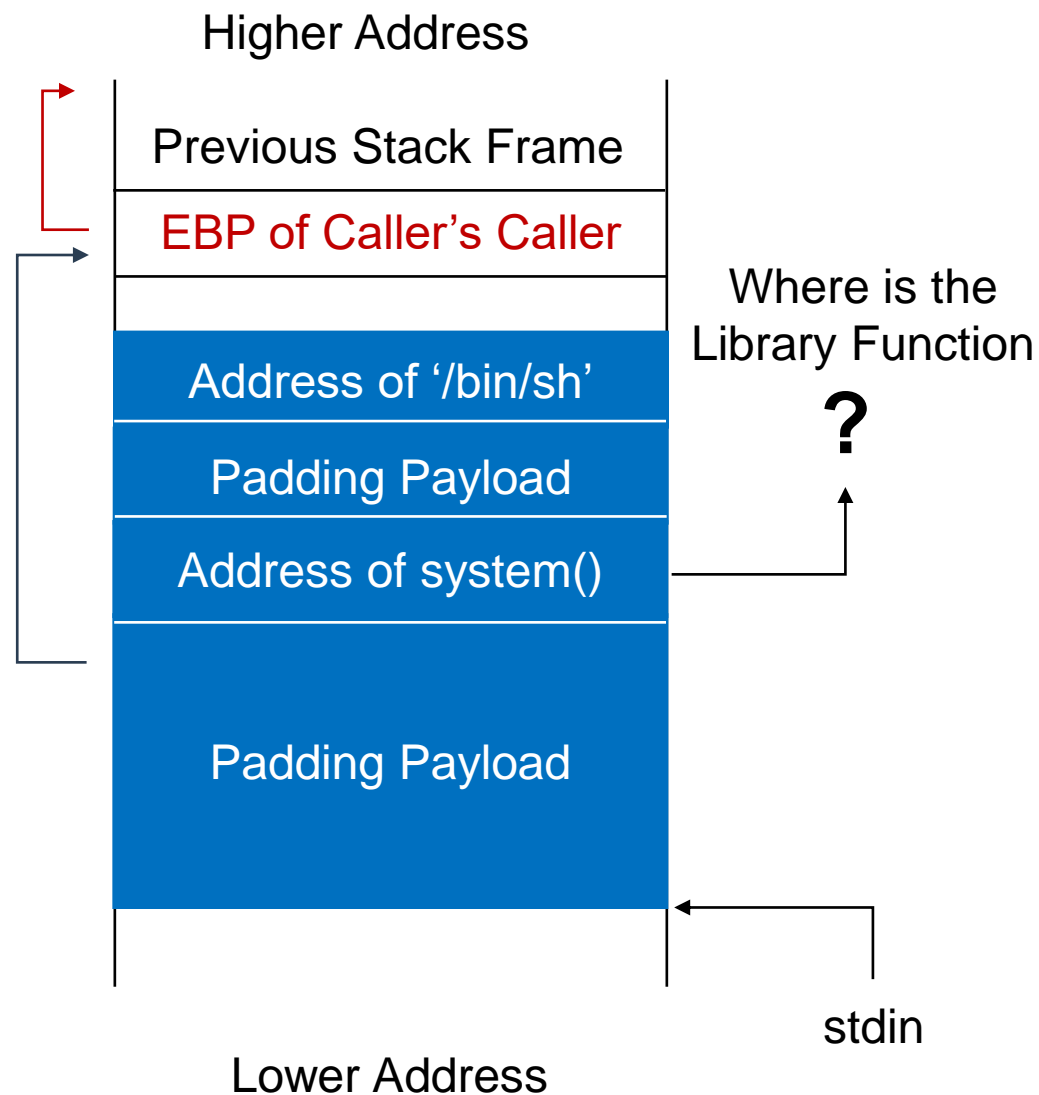 Higher Address
Previous Stack Frame
EBP of Caller’s Caller
Where is the
Library Function
?
Address of ‘/bin/sh’
Padding Payload
Address of system()
Padding Payload
stdin
Lower Address